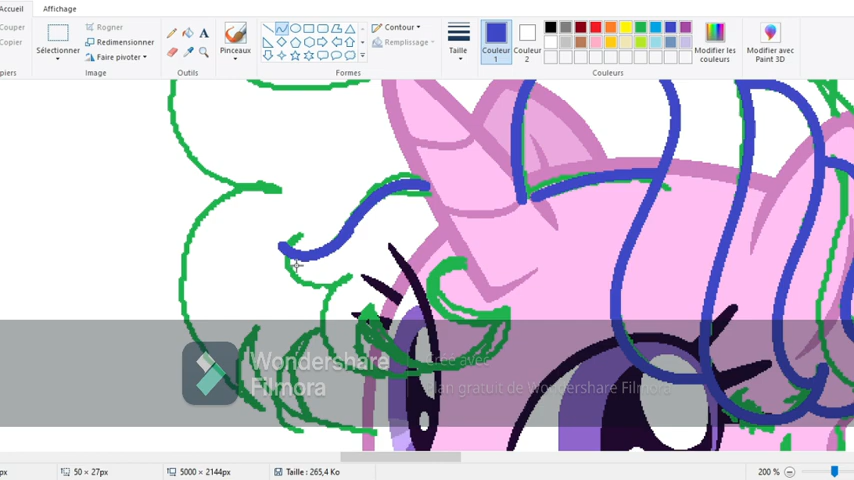 Accueil Affichage
Couper
Copier
Sélectionner
Rogner
Redimensionner
Faire pivoter
Pinceaux
Contour
Remplissage
Taille
Couleur
1
Couleur
2
Modifier les
couleurs
Modifier avec
Paint 3D
piers
Image
Outils
Formes
Couleurs
Wondershare
Filmora
Créé avec
plan gratuit de Wondershare Filmora
px
50 × 27px
5000 × 2144px
Taille : 265,4 Ko
200 %